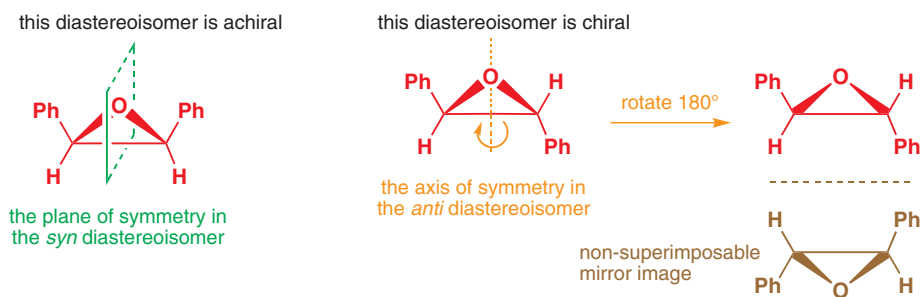 this diastereoisomer is achiral
O
Ph
Ph
H
H
the plane of symmetry in
the syn diastereoisomer
this diastereoisomer is chiral
Ph
O
H
H
Ph
the axis of symmetry in
the anti diastereoisomer
rotate 180°
Ph
O
H
H
Ph
non-superimposable
mirror image
H
Ph
Ph
O
H